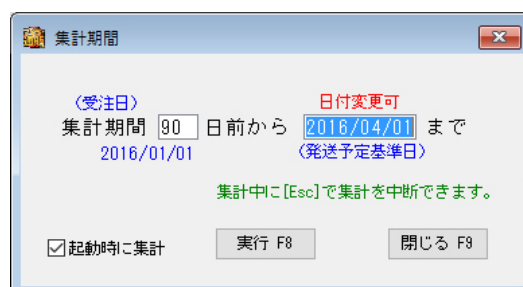 集計期間
(受注日) 日付変更可
集計期間 90 日前から 2016/04/01 まで
2016/01/01 (発送予定基準日)
集計中に[Esc]で集計を中断できます。
起動時に集計 実行 F8 閉じる F9